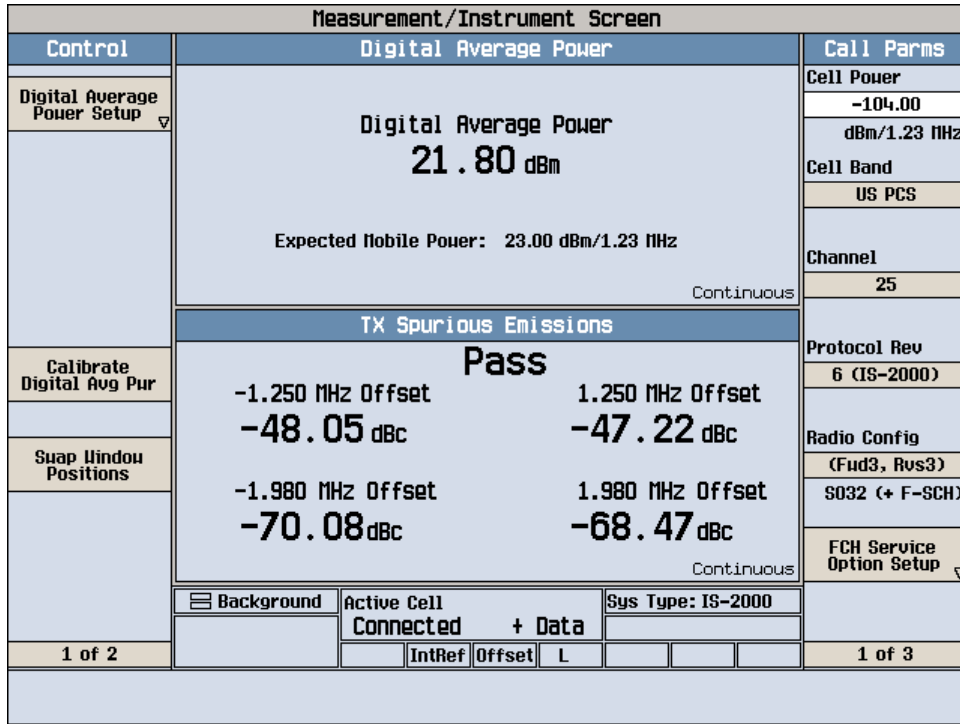 Measurement/Instrument Screen
Control
Digital Average
Power Setup
Calibrate
Digital Avg Pwr
Swap Window
Positions
1 of 2
Digital Average Power
Digital Average Power
21.80 dBm
Expected Mobile Power: 23.00 dBm/1.23 MHz
Continuous
TX Spurious Emissions
Pass
-1.250 MHz Offset 1.250 MHz Offset
-48.05 dBc -47.22 dBc
-1.980 MHz Offset 1.980 MHz Offset
-70.08 dBc -68.47 dBc
Continuous
Background
Active Cell
Connected + Data
Sys Type: IS-2000
IntRef Offset L
Call Parms
Cell Power
-104.00
dBm/1.23 MHz
Cell Band
US PCS
Channel
25
Protocol Rev
6 (IS-2000)
Radio Config
(Fwd3, Rvs3)
SO32 (+ F-SCH)
FCH Service
Option Setup
1 of 3